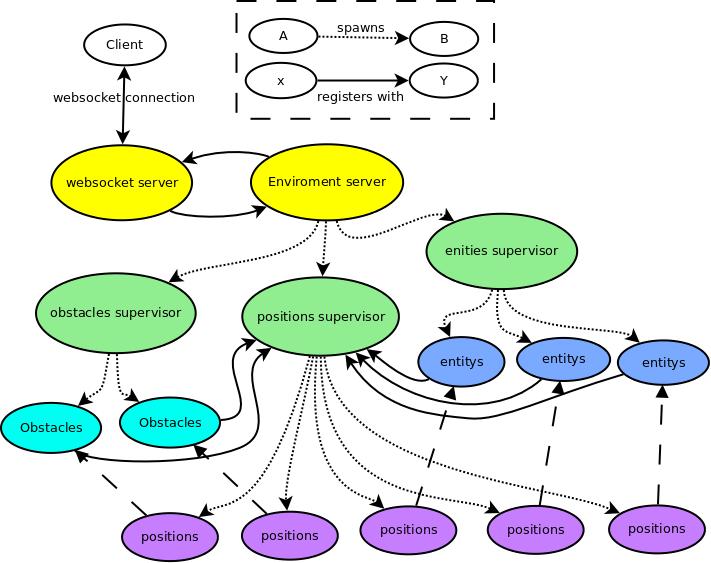 spawns
A
B
Client
x
Y
registers with
websocket connection
websocket server
Enviroment server
enities supervisor
obstacles supervisor
positions supervisor
entitys
entitys
entitys
Obstacles
Obstacles
positions
positions
positions
positions
positions